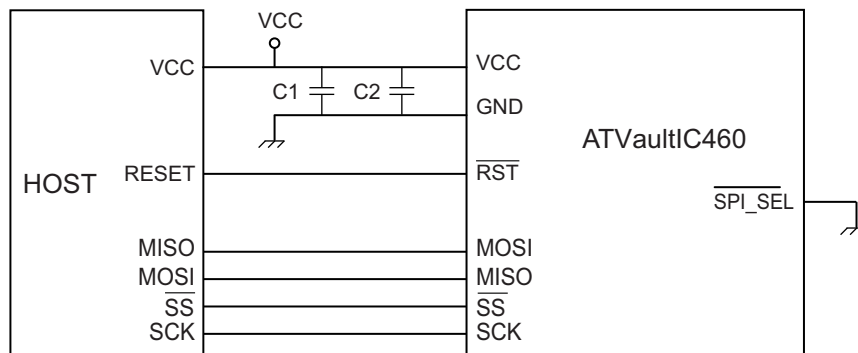 VCC
VCC
VCC
C1
C2
GND
ATVaultIC460
HOST
RESET
RST
SPI_SEL
MISO
MOSI
MOSI
MISO
SS
SS
SCK
SCK